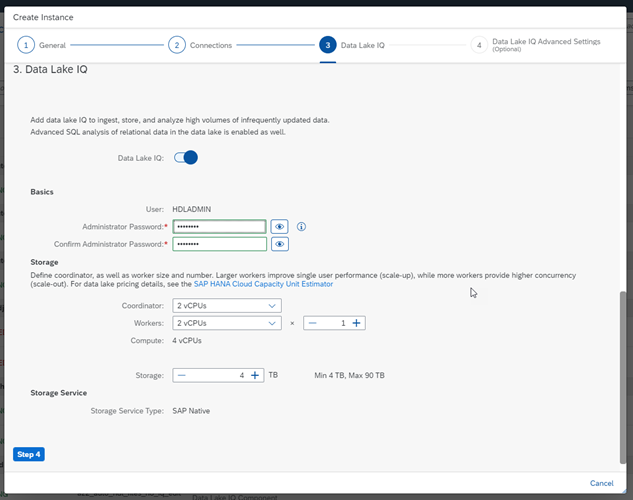 Create Instance
1 General
2 Connections
3 Data Lake IQ
4 Data Lake IQ Advanced Settings
(Optional)
3. Data Lake IQ
Add data lake IQ to ingest, store, and analyze high volumes of infrequently updated data.
Advanced SQL analysis of relational data in the data lake is enabled as well.
Data Lake IQ:
Basics
User: HDLADMIN
Administrator Password:* ••••••••
Confirm Administrator Password:* ••••••••
Storage
Define coordinator, as well as worker size and number. Larger workers improve single user performance (scale-up), while more workers provide higher concurrency
(scale-out). For data lake pricing details, see the SAP HANA Cloud Capacity Unit Estimator
Coordinator: 2 vCPUs
Workers: 2 vCPUs × — 1 +
Compute: 4 vCPUs
Storage: — 4 + TB Min 4 TB, Max 90 TB
Storage Service
Storage Service Type: SAP Native
Step 4
Cancel
Data Lake IQ Component